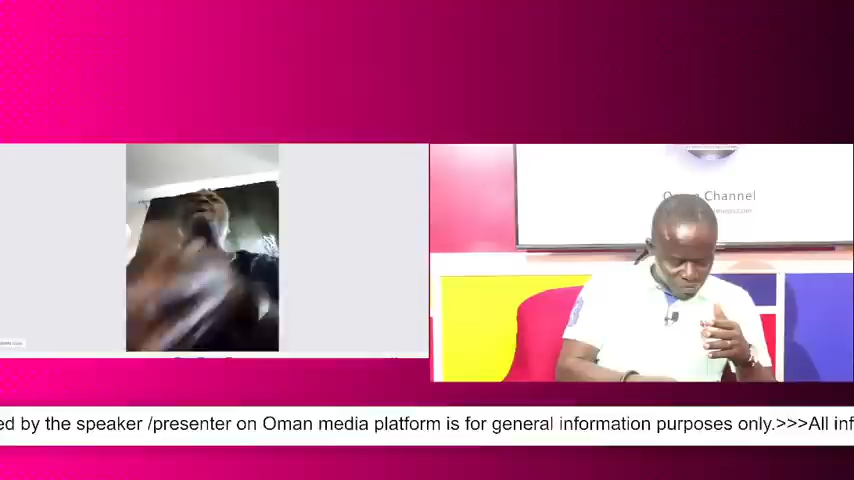 Channel
ed by the speaker /presenter on Oman media platform is for general information purposes only.>>>All inf